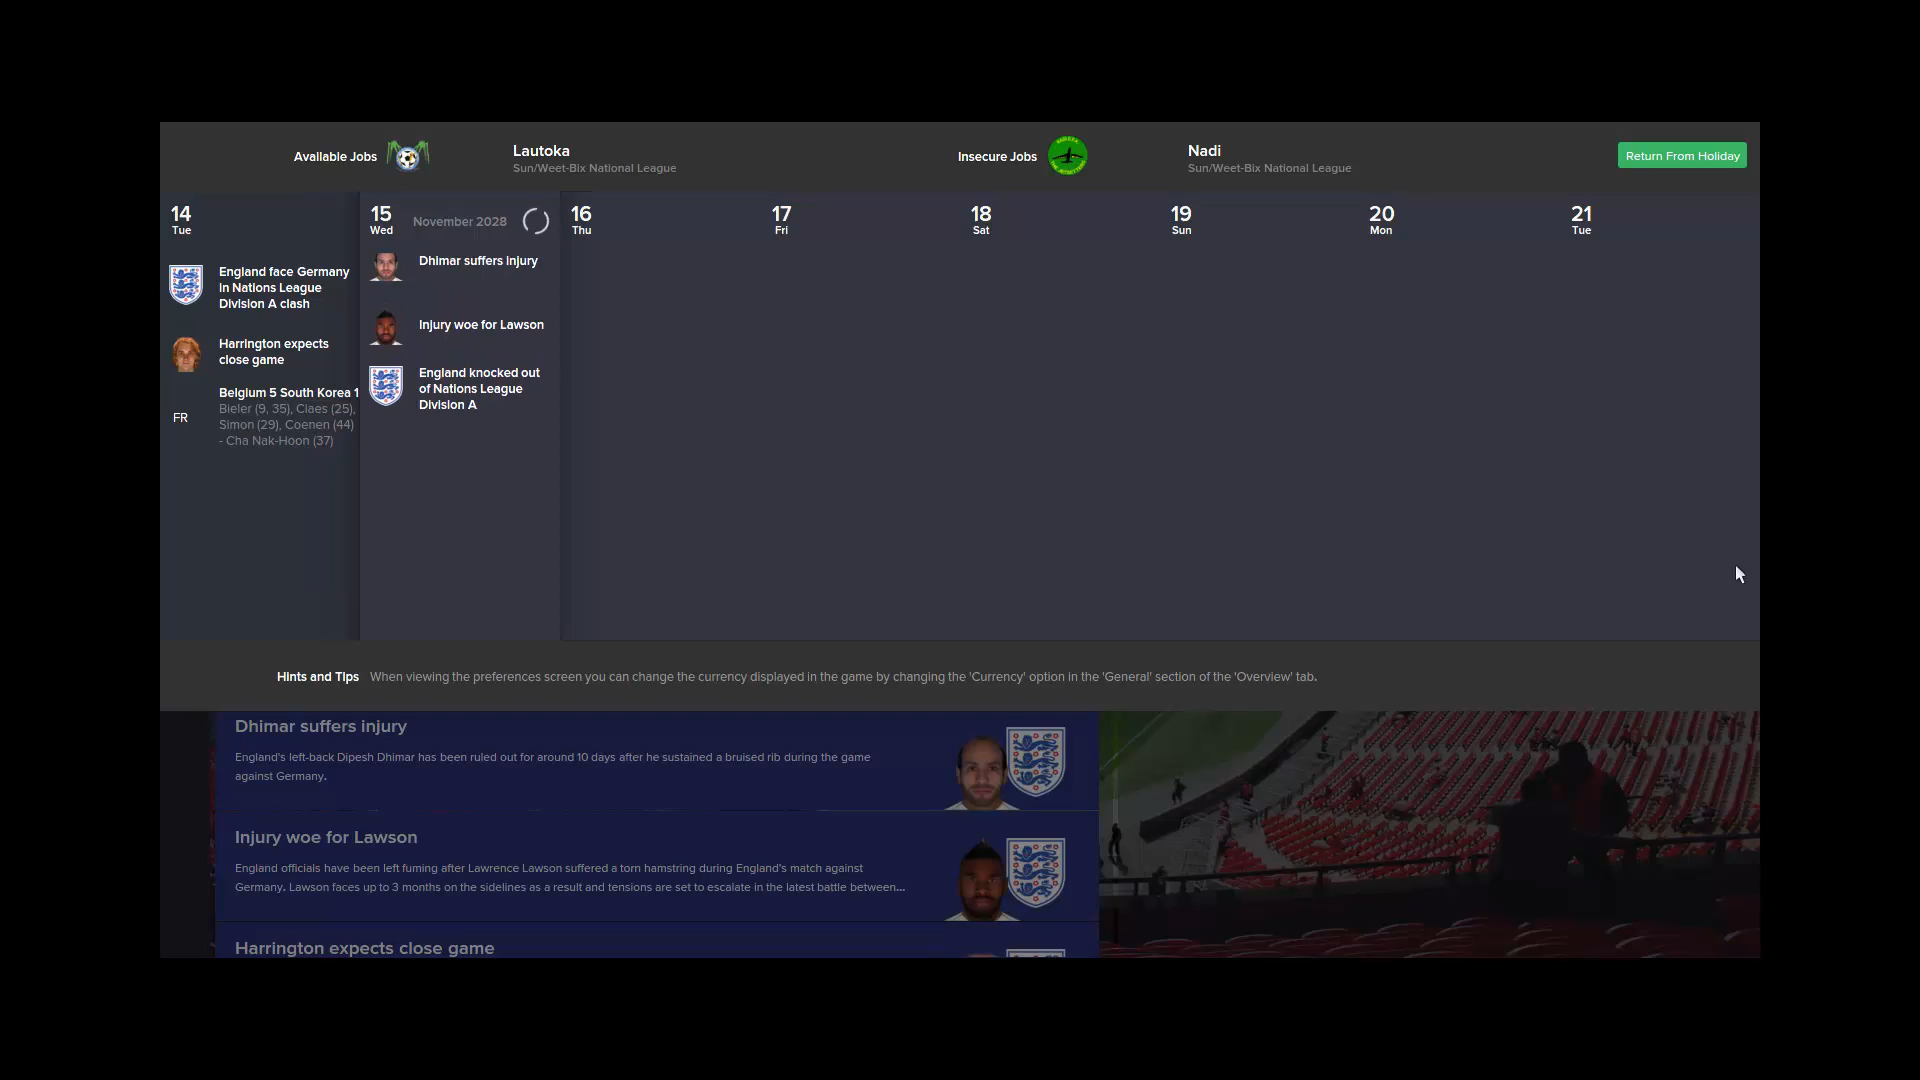 Available Jobs
Lautoka
Sun/Weet-Bix National League
Insecure Jobs
Nadi
Sun/Weet-Bix National League
Return From Holiday
14
Tue
15
Wed
November 2028
16
Thu
17
Fri
18
Sat
19
Sun
20
Mon
21
Tue
England face Germany
in Nations League
Division A clash
Harrington expects
close game
FR
Belgium 5 South Korea 1
Bieler (9, 35), Claes (25),
Simon (29), Coenen (44)
- Cha Nak-Hoon (37)
Dhimar suffers injury
Injury woe for Lawson
England knocked out
of Nations League
Division A
Hints and Tips
When viewing the preferences screen you can change the currency displayed in the game by changing the 'Currency' option in the 'General' section of the 'Overview' tab.
Dhimar suffers injury
England's left-back Dipesh Dhimar has been ruled out for around 10 days after he sustained a bruised rib during the game
against Germany.
Injury woe for Lawson
England officials have been left fuming after Lawrence Lawson suffered a torn hamstring during England's match against
Germany. Lawson faces up to 3 months on the sidelines as a result and tensions are set to escalate in the latest battle between...
Harrington expects close game